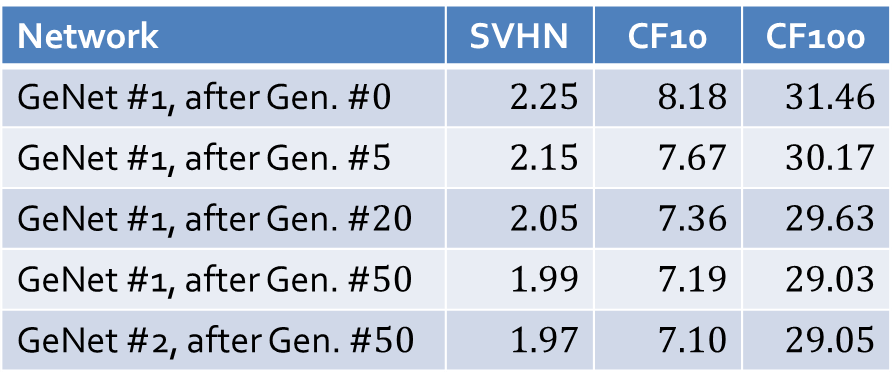 Network SVHN CF10 CF100
GeNet #1, after Gen. #0 2.25 8.18 31.46
GeNet #1, after Gen. #5 2.15 7.67 30.17
GeNet #1, after Gen. #20 2.05 7.36 29.63
GeNet #1, after Gen. #50 1.99 7.19 29.03
GeNet #2, after Gen. #50 1.97 7.10 29.05